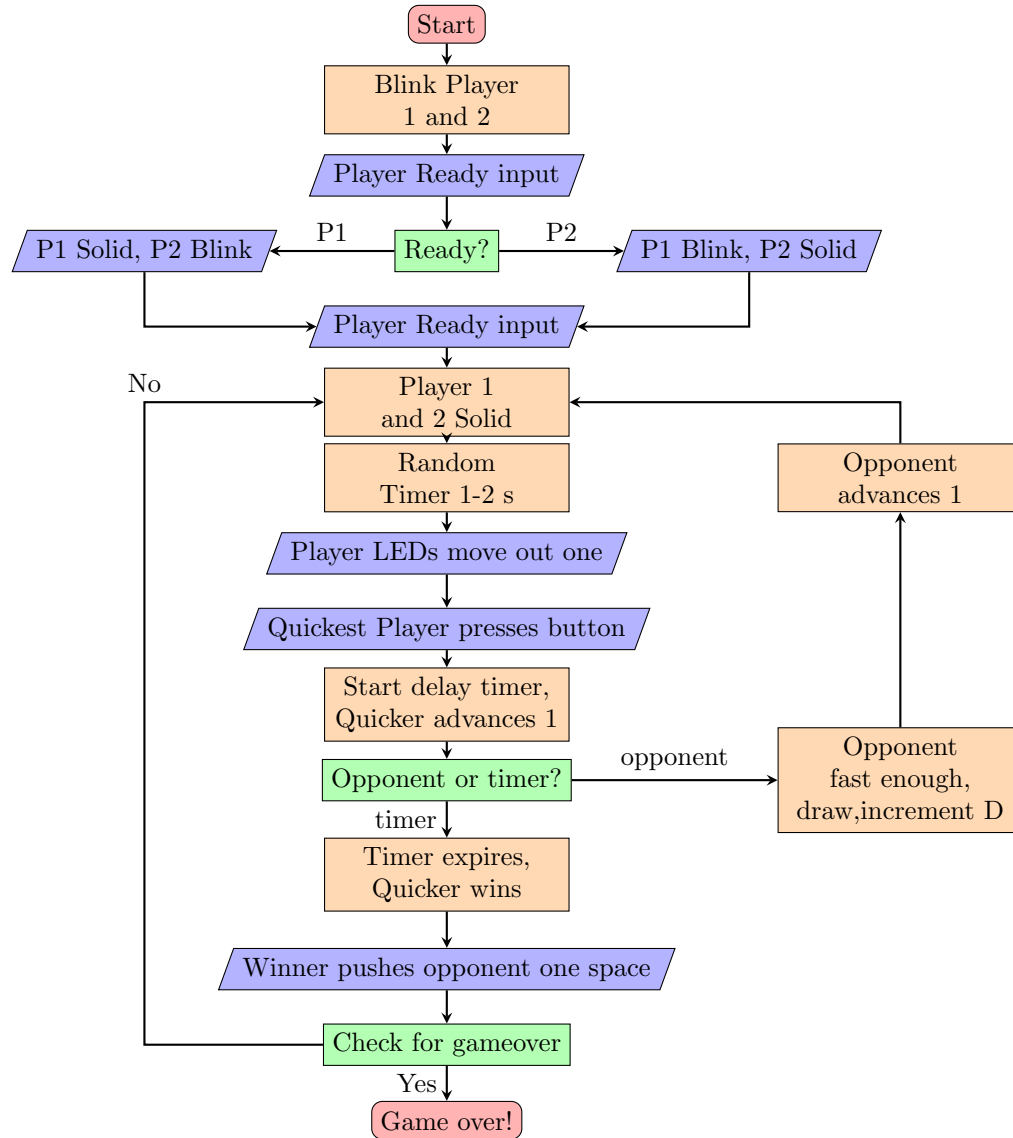 Start
Blink Player
1 and 2
Player Ready input
P1
P2
P1 Solid, P2 Blink
Ready?
P1 Blink, P2 Solid
Player Ready input
No
Player 1
and 2 Solid
Random
Timer 1-2 s
Opponent
advances 1
Player LEDs move out one
Quickest Player presses button
Start delay timer,
Quicker advances 1
Opponent or timer?
opponent
Opponent
fast enough,
draw,increment D
timer
Timer expires,
Quicker wins
Winner pushes opponent one space
Check for gameover
Yes
Game over!